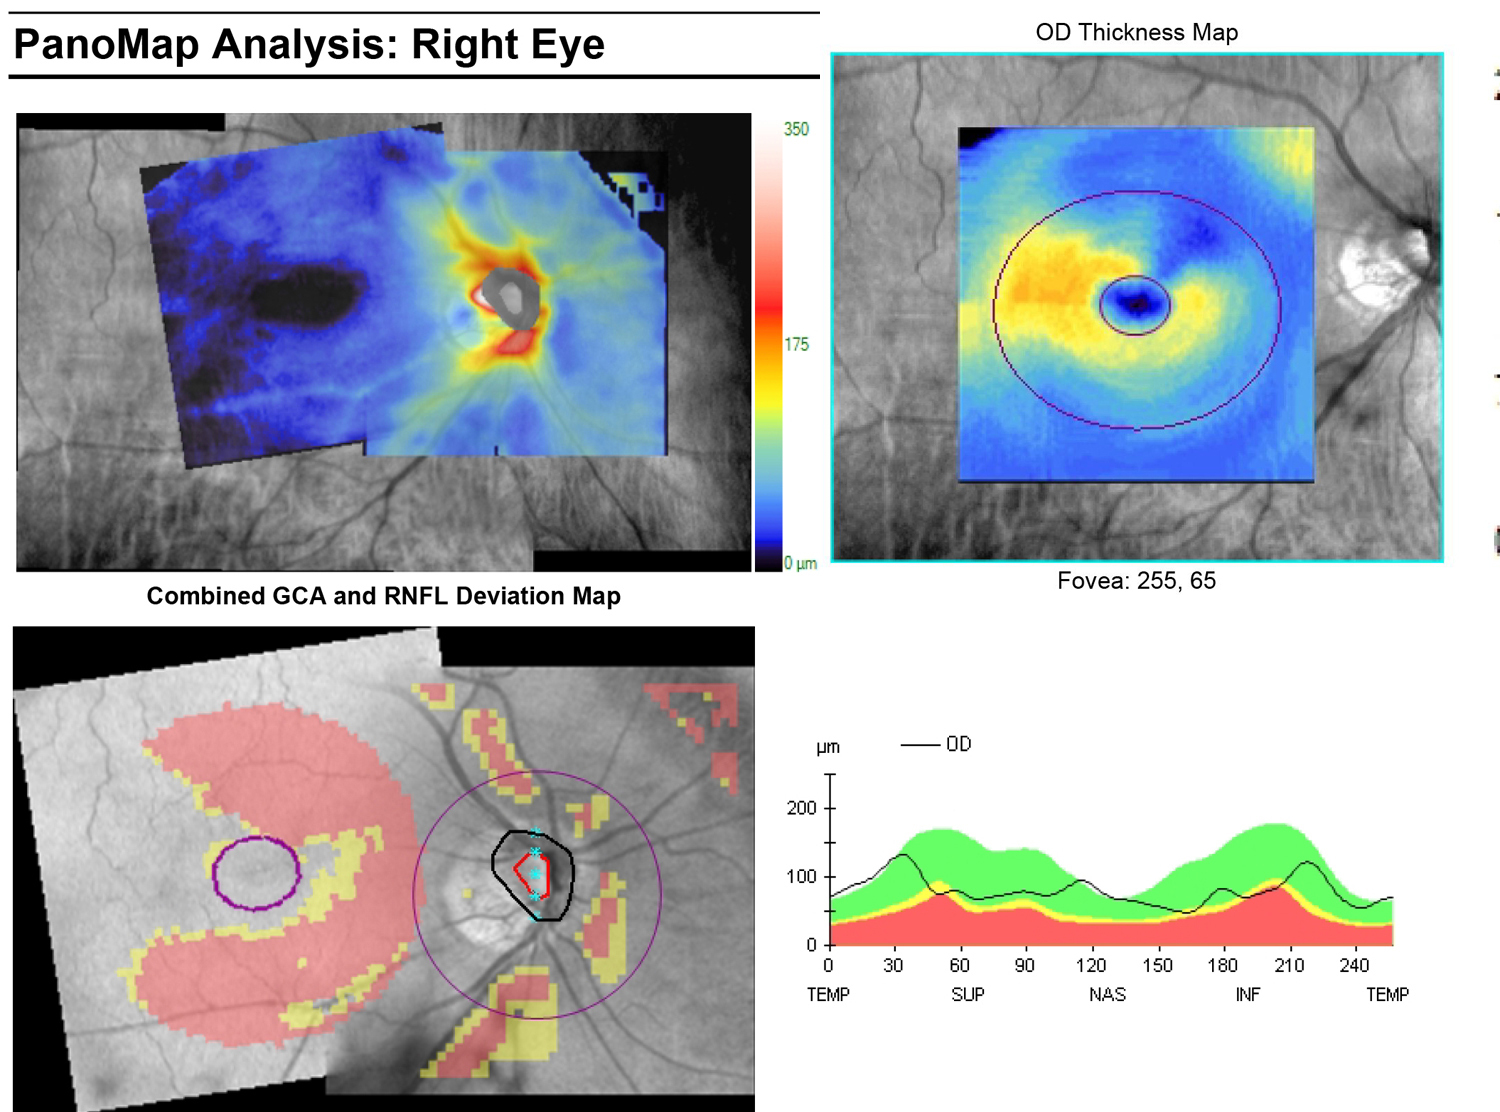 PanoMap Analysis: Right Eye
OD Thickness Map
350
175
0 µm
Fovea: 255, 65
Combined GCA and RNFL Deviation Map
µm
OD
200
100
0
0 30 60 90 120 150 180 210 240
TEMP SUP NAS INF TEMP